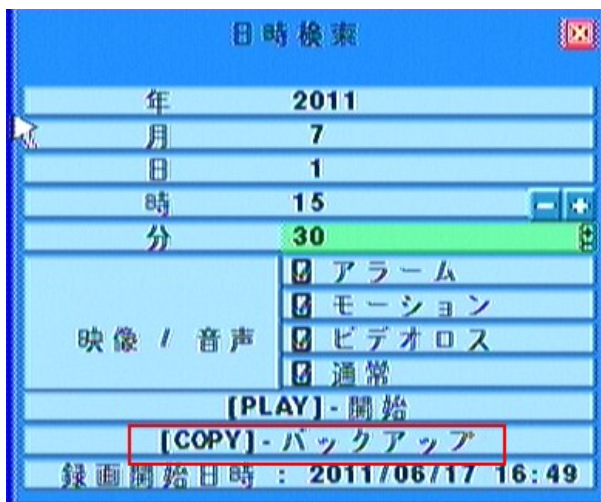 日時検索
年 2011
月 7
日 1
時 15 - +
分 30
アラーム
モーション
映像 / 音声
ビデオロス
通常
[PLAY]-開始
[COPY]-バックアップ
録画開始日時 : 2011/06/17 16:49